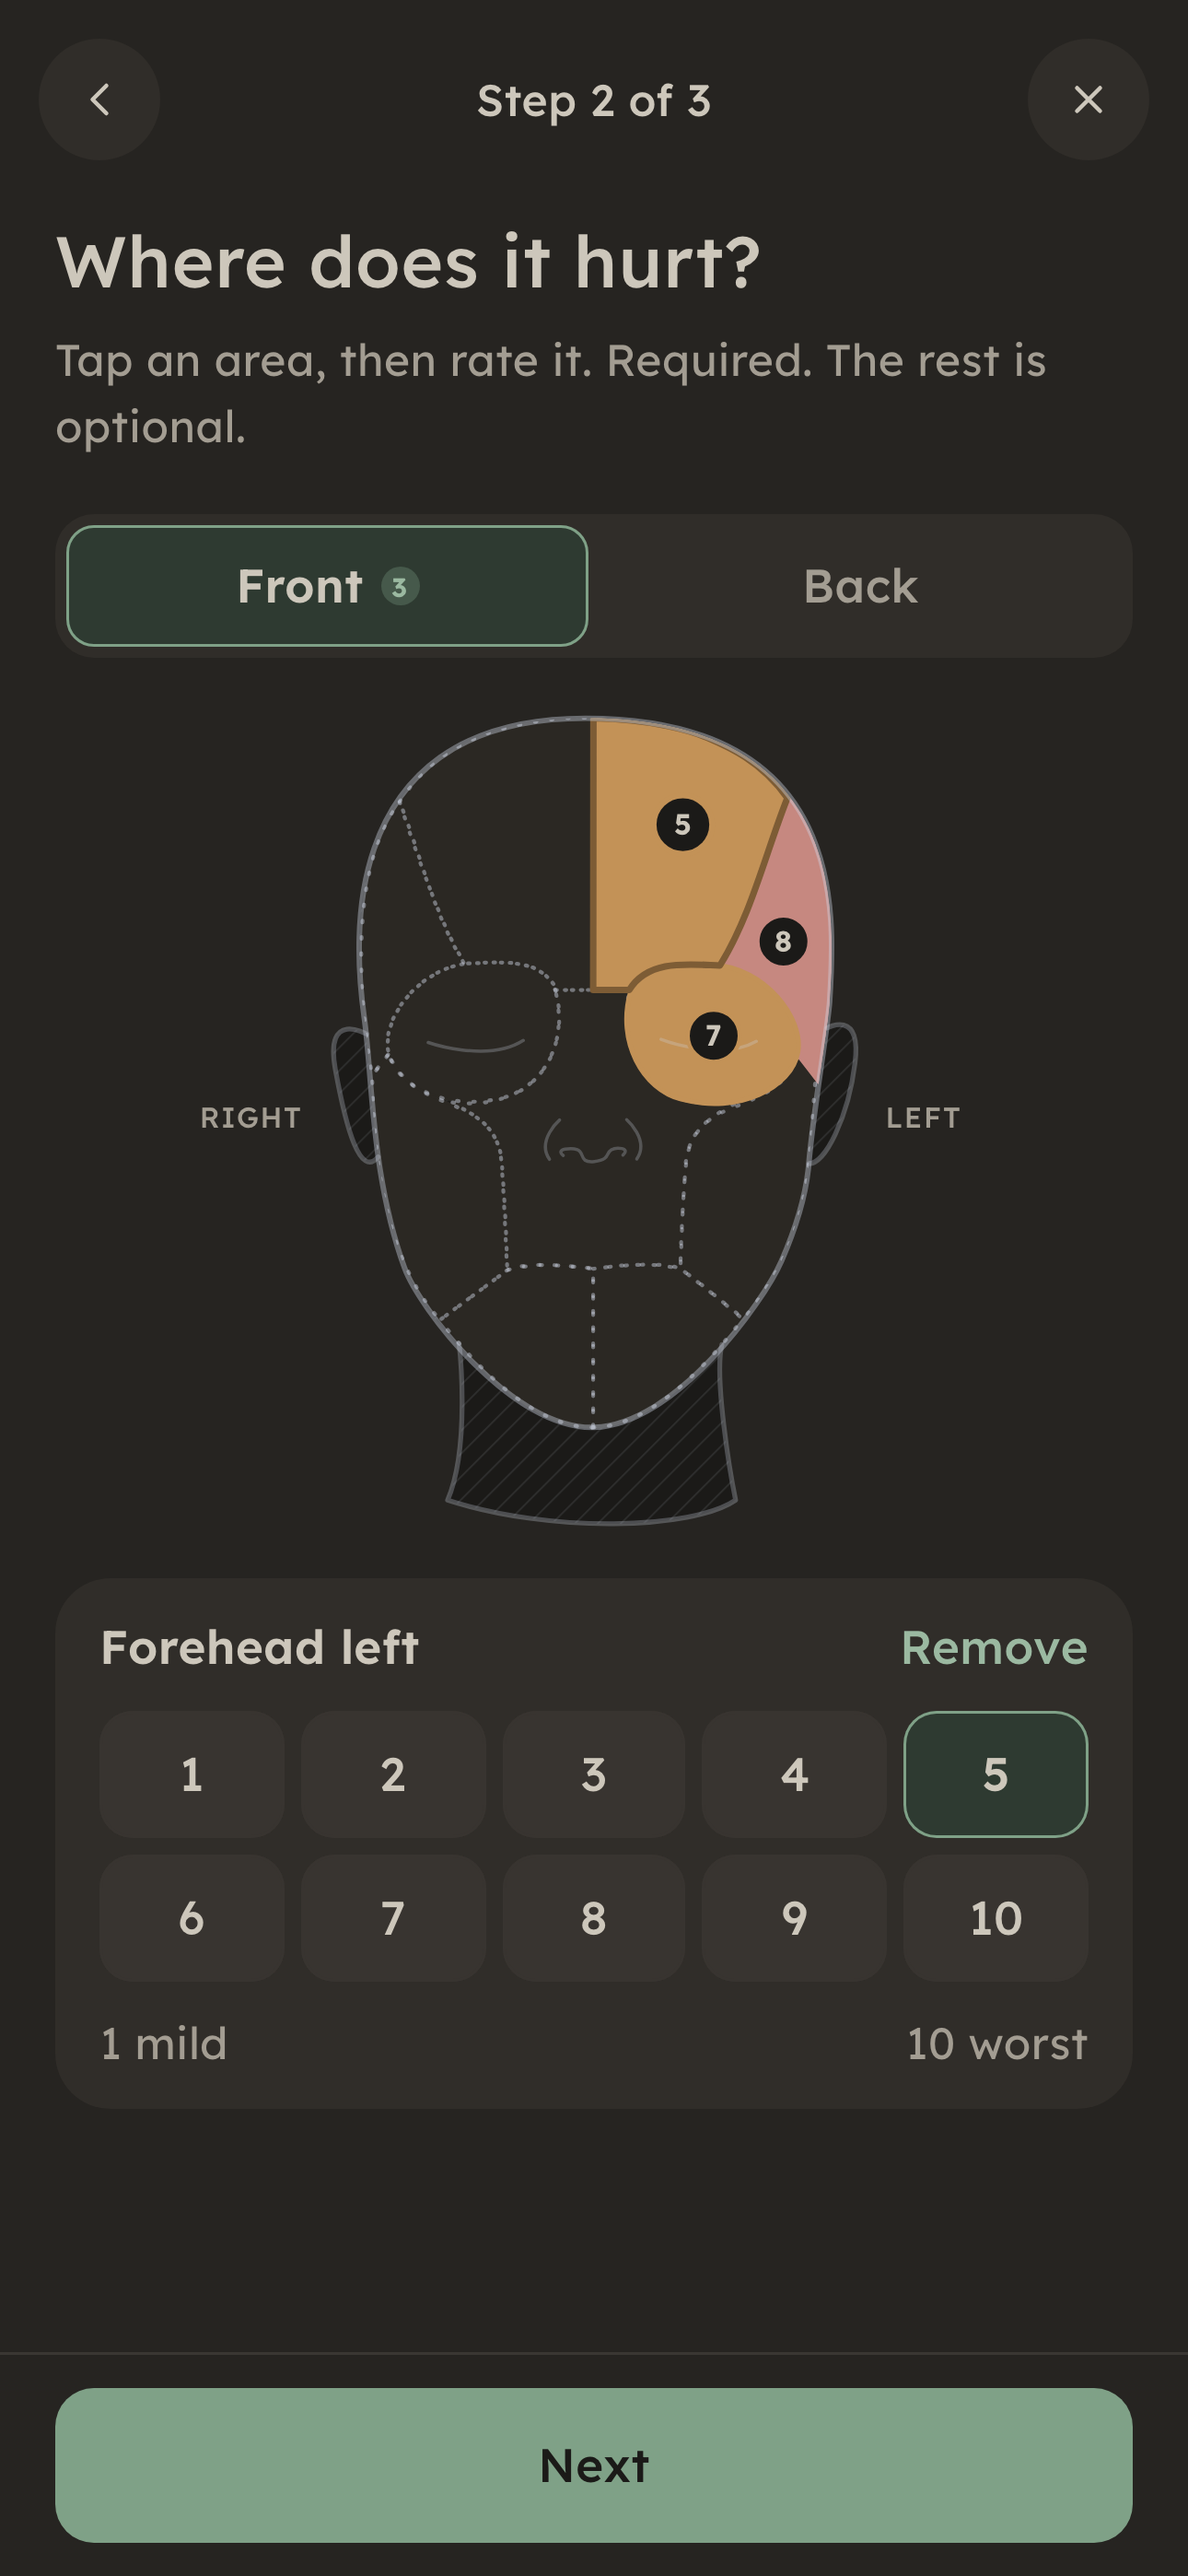 Step 2 of 3
Where does it hurt?
Tap an area, then rate it. Required. The rest is
optional.
Front 3
Back
5
8
7
RIGHT
LEFT
Forehead left
Remove
1 2 3 4 5
6 7 8 9 10
1 mild
10 worst
Next